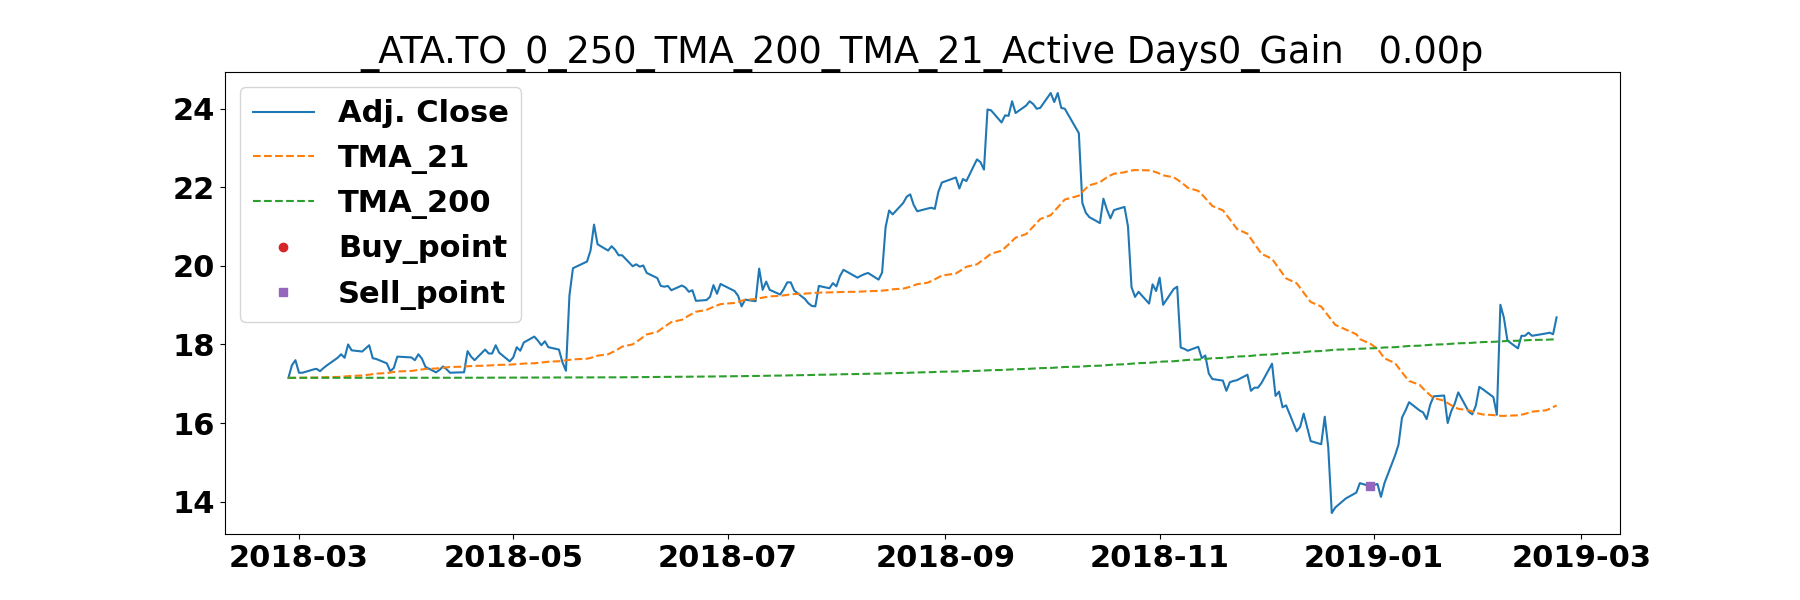 _ATA.TO_0_250_TMA_200_TMA_21_Active Days0_Gain   0.00p
24
22
20
18
16
14
Adj. Close
TMA_21
TMA_200
Buy_point
Sell_point
2018-03 2018-05 2018-07 2018-09 2018-11 2019-01 2019-03